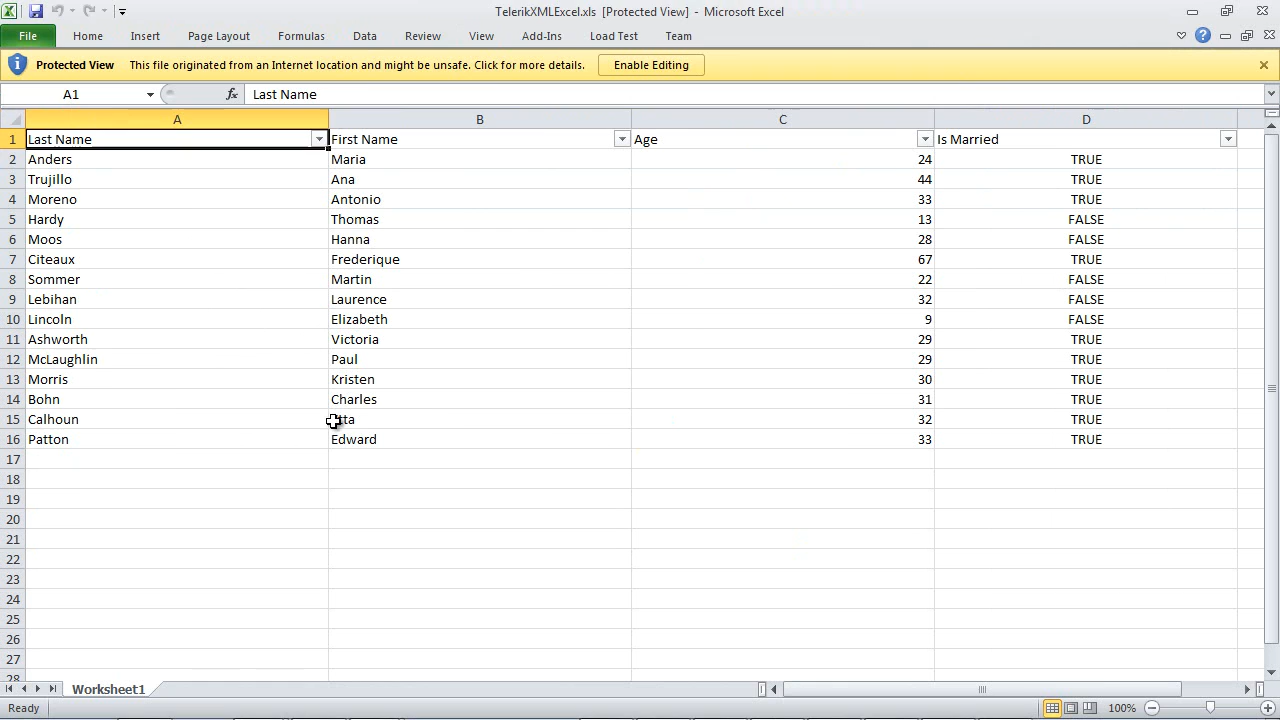 TelerikXMLExcel.xls [Protected View] - Microsoft Excel
File Home Insert Page Layout Formulas Data Review View Add-Ins Load Test Team
Protected View This file originated from an Internet location and might be unsafe. Click for more details. Enable Editing
A1 fx Last Name
A B C D
1 Last Name First Name Age Is Married
2 Anders Maria 24 TRUE
3 Trujillo Ana 44 TRUE
4 Moreno Antonio 33 TRUE
5 Hardy Thomas 13 FALSE
6 Moos Hanna 28 FALSE
7 Citeaux Frederique 67 TRUE
8 Sommer Martin 22 FALSE
9 Lebihan Laurence 32 FALSE
10 Lincoln Elizabeth 9 FALSE
11 Ashworth Victoria 29 TRUE
12 McLaughlin Paul 29 TRUE
13 Morris Kristen 30 TRUE
14 Bohn Charles 31 TRUE
15 Calhoun 32 TRUE
16 Patton Edward 33 TRUE
17
18
19
20
21
22
23
24
25
26
27
28
Worksheet1
Ready 100%